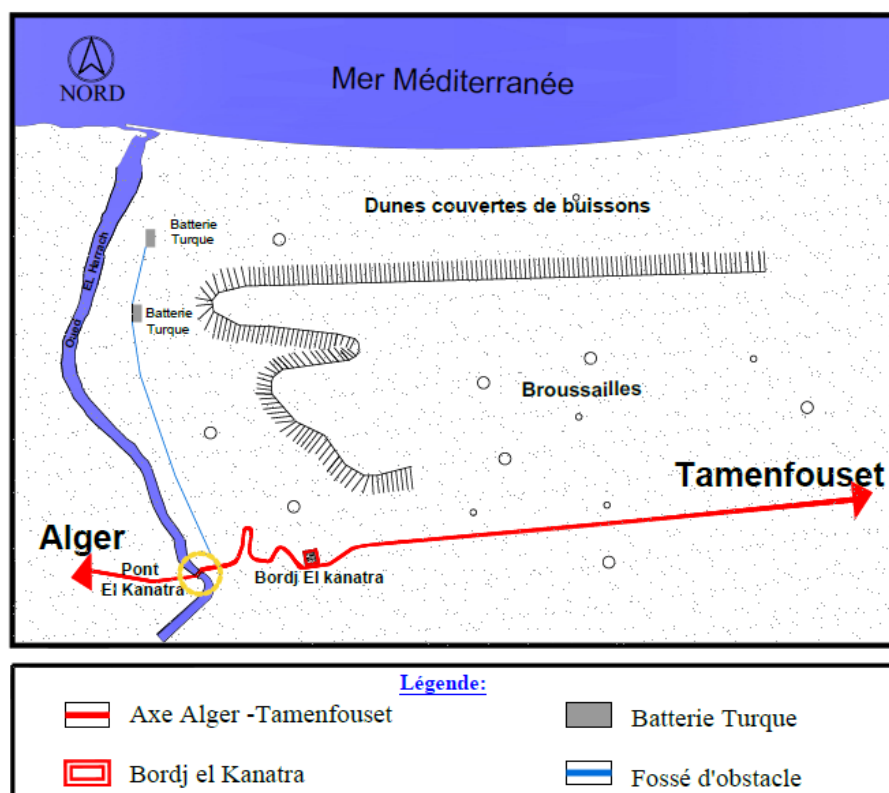 NORD
Mer Méditerranée
Dunes couvertes de buissons
Batterie
Turque
Oued EL Harrach
Batterie
Turque
Broussailles
Tamenfouset
Alger
Pont
El Kanatra
Bordj El kanatra
Légende:
Axe Alger -Tamenfouset
Batterie Turque
Bordj el Kanatra
Fossé d'obstacle